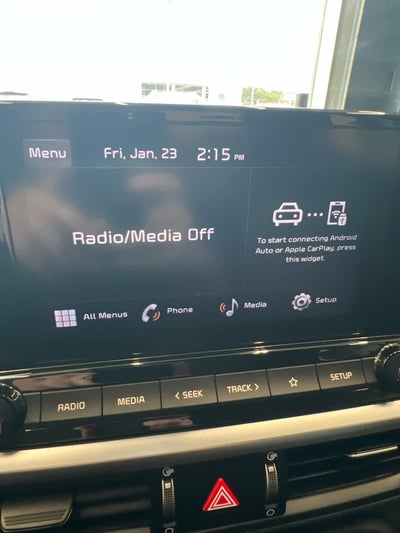 Menu Fri, Jan. 23 2:15 PM
Radio/Media Off
To start connecting Android
Auto or Apple CarPlay, press
this widget.
All Menus Phone Media Setup
RADIO MEDIA < SEEK TRACK > ☆ SETUP